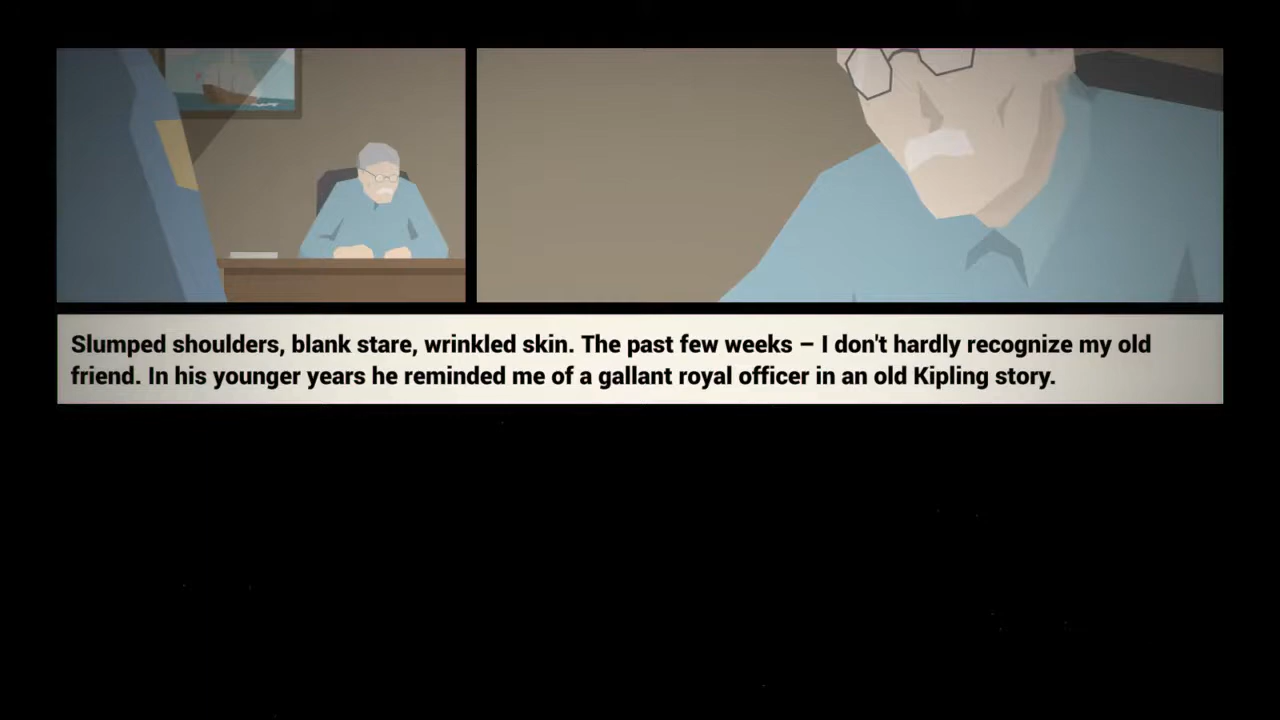 Slumped shoulders, blank stare, wrinkled skin. The past few weeks – I don't hardly recognize my old
friend. In his younger years he reminded me of a gallant royal officer in an old Kipling story.